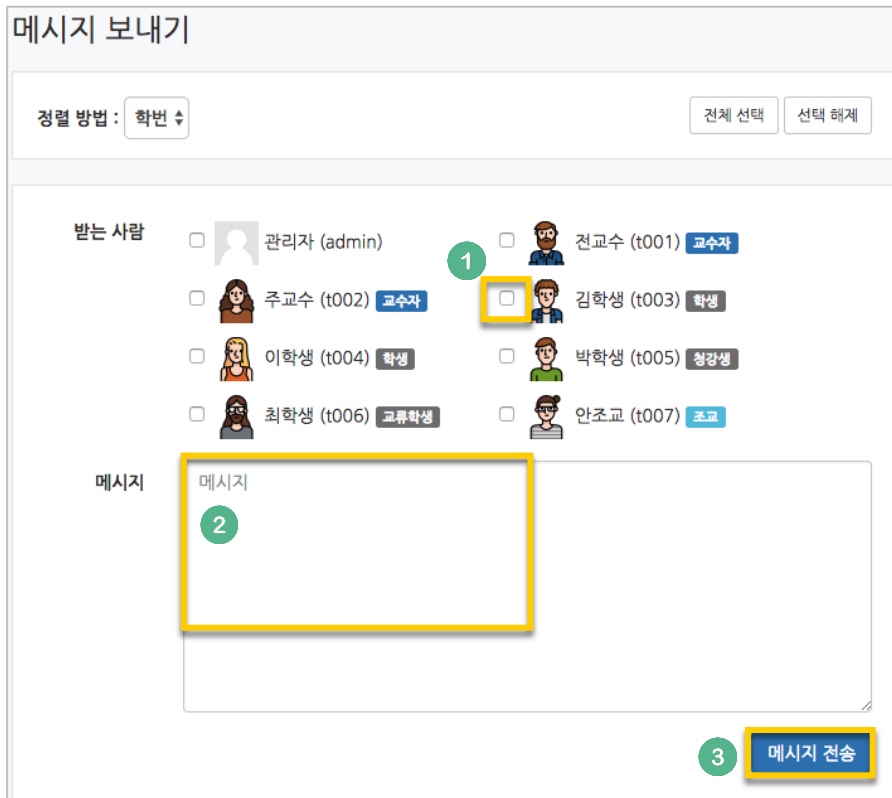 메시지 보내기
정렬 방법 : 학번 전체 선택 선택 해제
받는 사람 관리자 (admin) 전교수 (t001) 교수자
1
주교수 (t002) 교수자 김학생 (t003) 학생
이학생 (t004) 학생 박학생 (t005) 청강생
최학생 (t006) 교류학생 안조교 (t007) 조교
메시지 메시지
2
3 메시지 전송